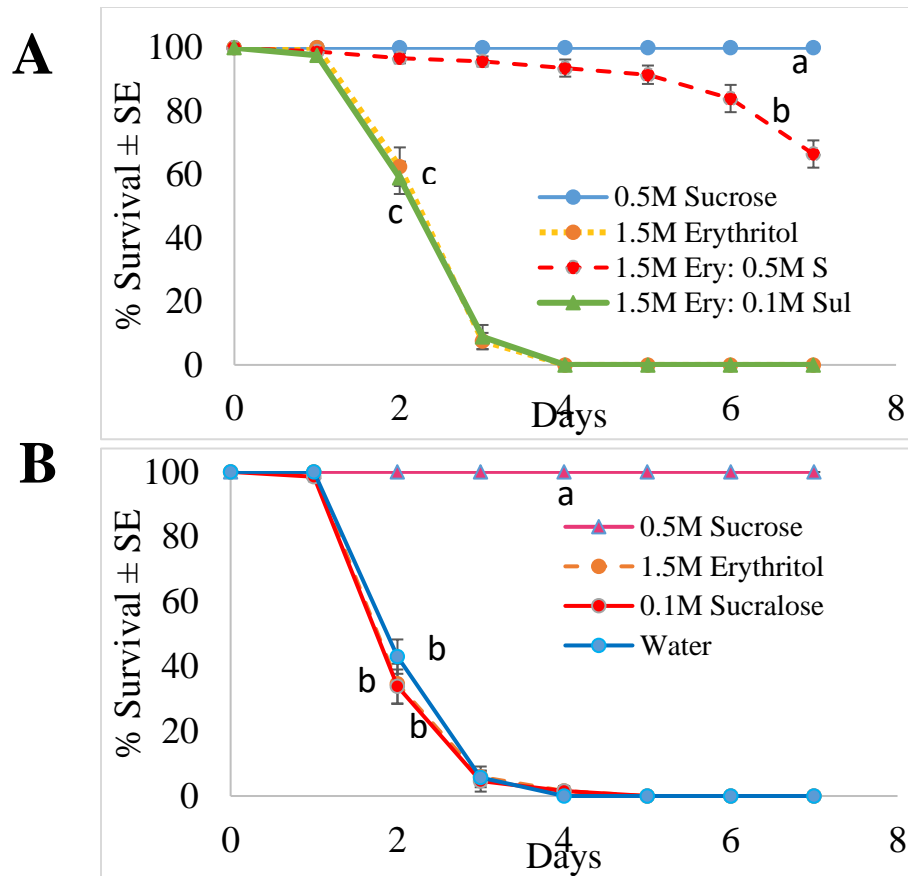 A
% Survival ± SE
100
80
60
40
20
0
a
b
c
c
0.5M Sucrose
1.5M Erythritol
1.5M Ery: 0.5M S
1.5M Ery: 0.1M Sul
0 2 4 6 8
Days
B
% Survival ± SE
100
80
60
40
20
0
a
0.5M Sucrose
1.5M Erythritol
0.1M Sucralose
Water
b
b
b
0 2 4 6 8
Days